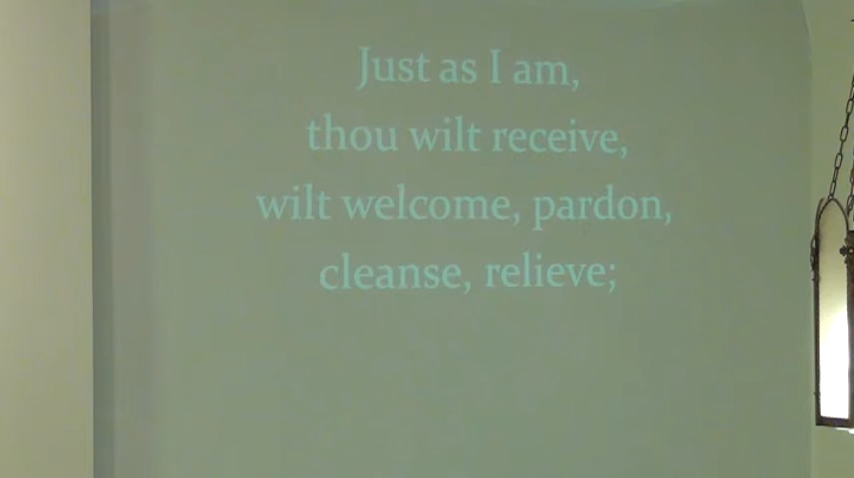 Just as I am,
thou wilt receive,
wilt welcome, pardon,
cleanse, relieve;